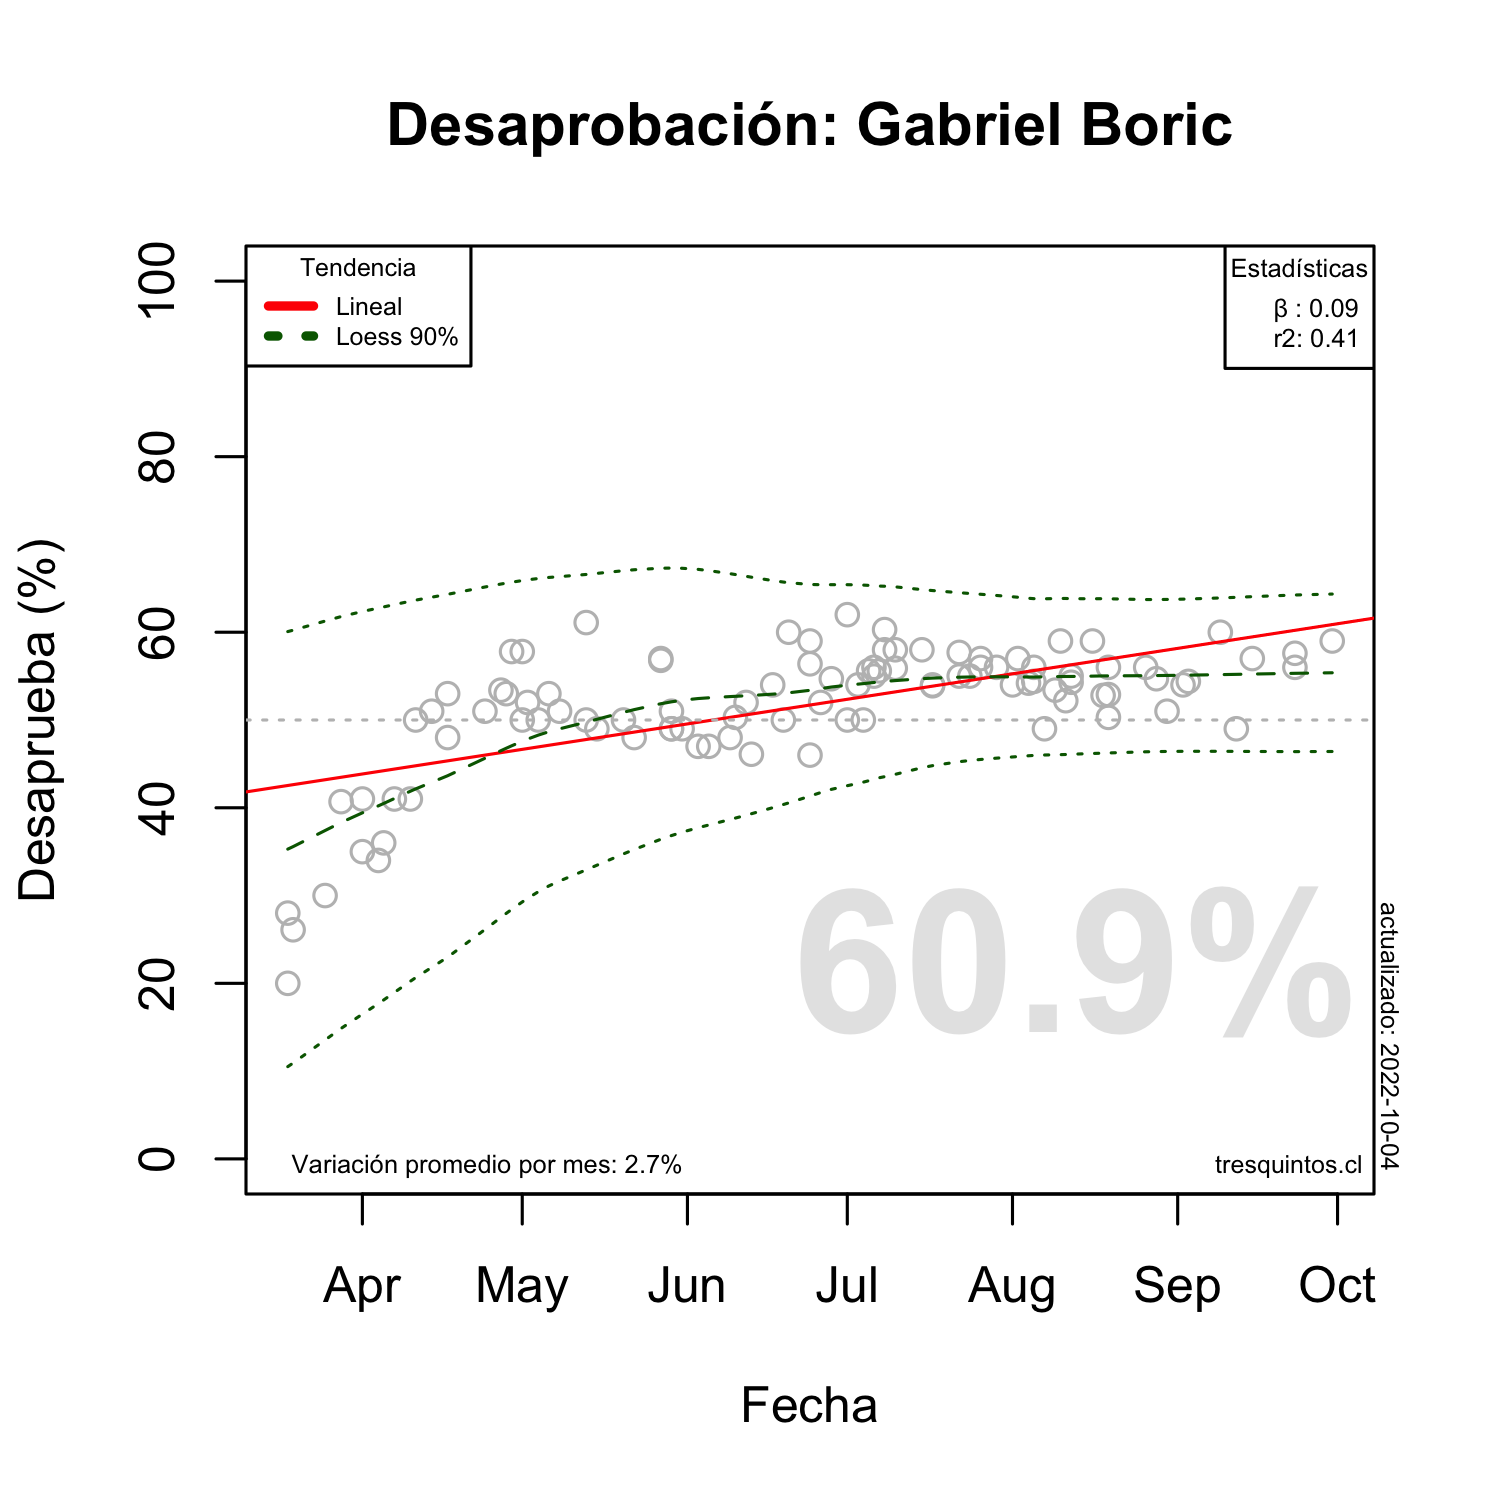 Desaprobación: Gabriel Boric
Tendencia
Lineal
Loess 90%
Estadísticas
β : 0.09
r2: 0.41
Desaprueba (%)
100
80
60
40
20
0
60.9%
actualizado: 2022-10-04
Variación promedio por mes: 2.7%
tresquintos.cl
Apr May Jun Jul Aug Sep Oct
Fecha